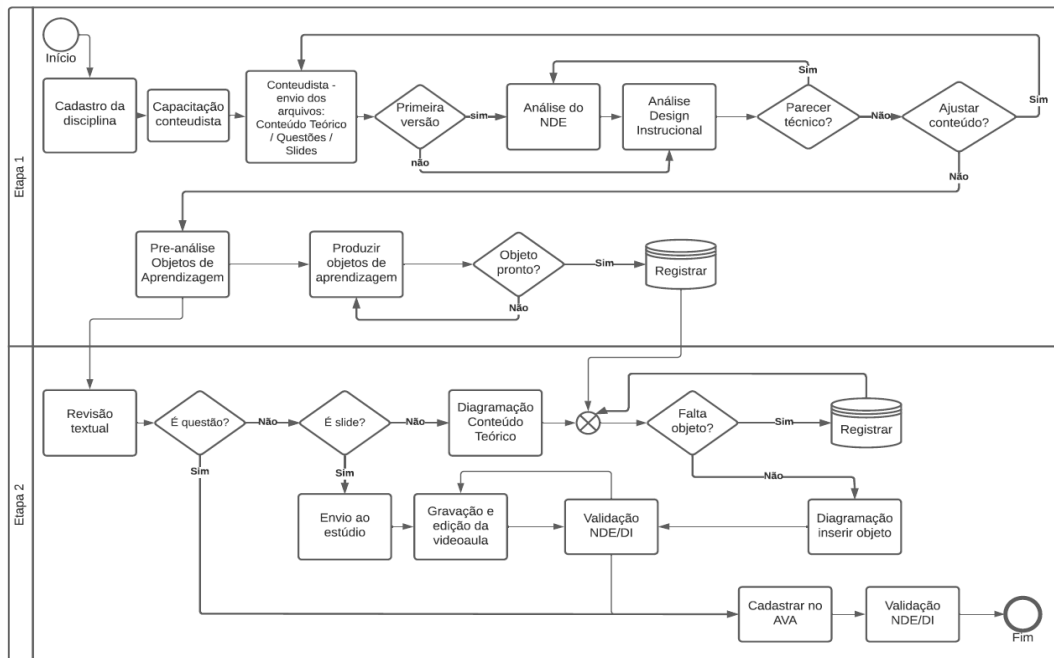 Etapa 1
Início
Cadastro da
disciplina
Capacitação
conteudista
Conteudista -
envio dos
arquivos:
Conteúdo Teórico
/ Questões /
Slides
Primeira
versão
sim
não
Análise do
NDE
Análise
Design
Instrucional
Sim
Parecer
técnico?
Não
Ajustar
conteúdo?
Sim
Não
Pre-análise
Objetos de
Aprendizagem
Produzir
objetos de
aprendizagem
Objeto
pronto?
Sim
Não
Registrar
Etapa 2
Revisão
textual
É questão?
Não
Sim
É slide?
Não
Sim
Diagramação
Conteúdo
Teórico
Falta
objeto?
Sim
Não
Registrar
Envio ao
estúdio
Gravação e
edição da
videoaula
Validação
NDE/DI
Diagramação
inserir objeto
Cadastrar no
AVA
Validação
NDE/DI
Fim